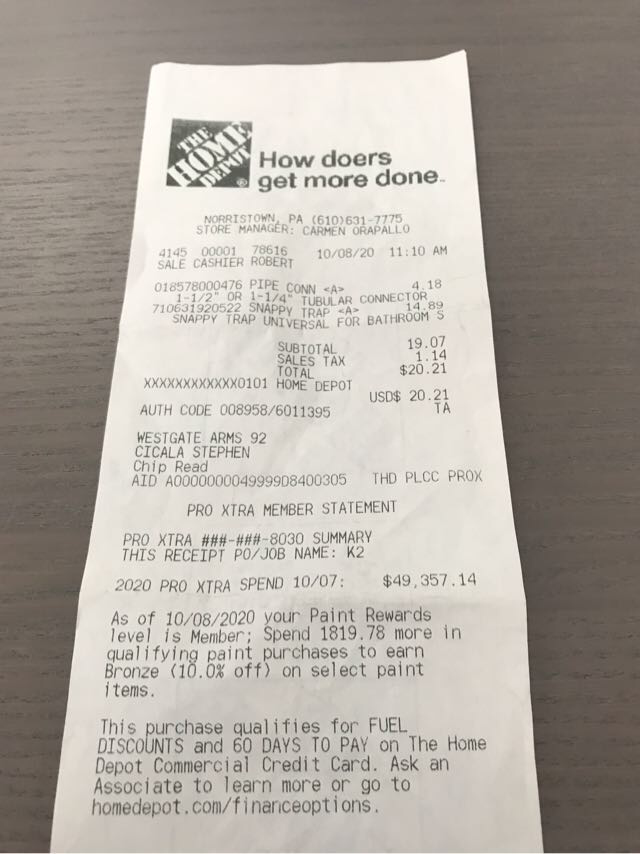 THE
HOME
DEPOT
®
How doers
get more done™
NORRISTOWN, PA (610)631-7775
STORE MANAGER: CARMEN ORAPALLO
4145 00001 78616 10/08/20 11:10 AM
SALE CASHIER ROBERT
018578000476 PIPE CONN <A> 4.18
1-1/2" OR 1-1/4" TUBULAR CONNECTOR
710631920522 SNAPPY TRAP <A> 14.89
SNAPPY TRAP UNIVERSAL FOR BATHROOM S
SUBTOTAL 19.07
SALES TAX 1.14
TOTAL $20.21
XXXXXXXXXXXX0101 HOME DEPOT
USD$ 20.21
AUTH CODE 008958/6011395 TA
WESTGATE ARMS 92
CICALA STEPHEN
Chip Read
AID A0000000049999D8400305 THD PLCC PROX
PRO XTRA MEMBER STATEMENT
PRO XTRA ###-###-8030 SUMMARY
THIS RECEIPT PO/JOB NAME: K2
2020 PRO XTRA SPEND 10/07: $49,357.14
As of 10/08/2020 your Paint Rewards
level is Member; Spend 1819.78 more in
qualifying paint purchases to earn
Bronze (10.0% off) on select paint
items.
This purchase qualifies for FUEL
DISCOUNTS and 60 DAYS TO PAY on The Home
Depot Commercial Credit Card. Ask an
Associate to learn more or go to
homedepot.com/financeoptions.